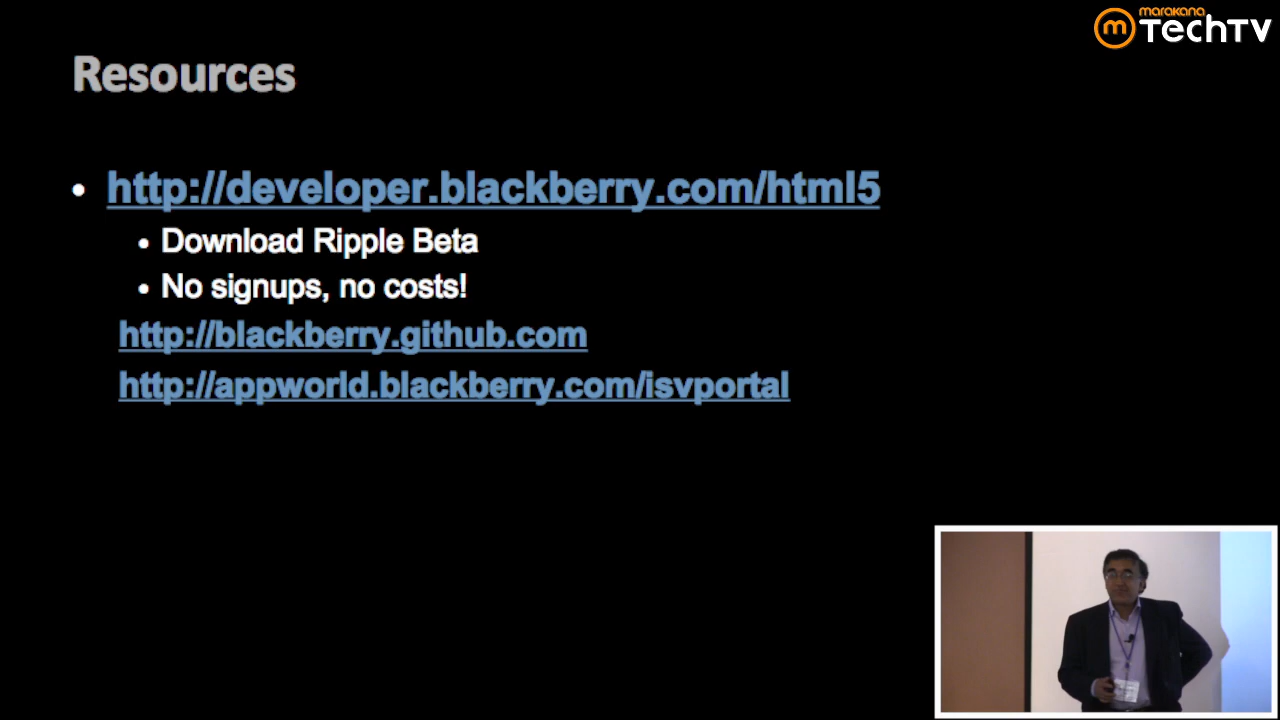 marakana
TechTV
Resources
http://developer.blackberry.com/html5
Download Ripple Beta
No signups, no costs!
http://blackberry.github.com
http://appworld.blackberry.com/isvportal